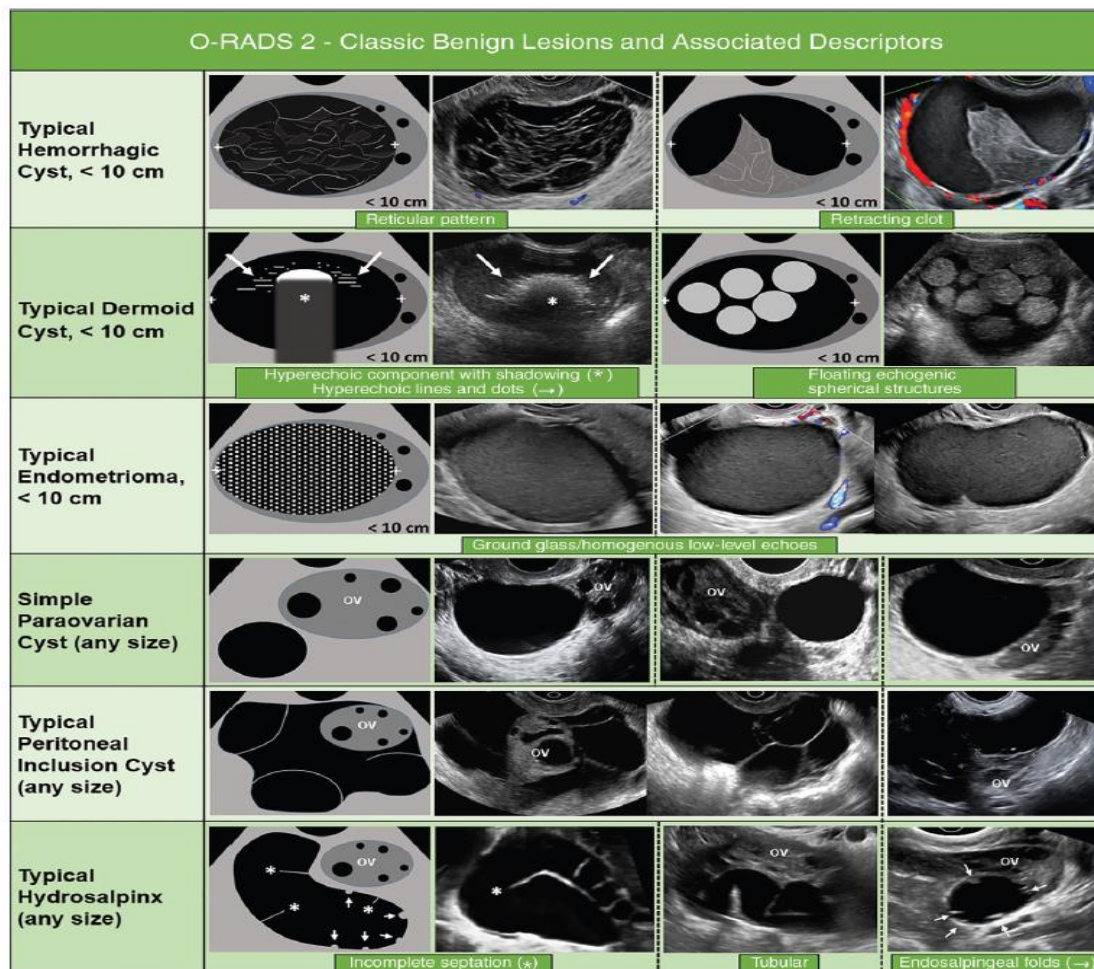 O-RADS 2 - Classic Benign Lesions and Associated Descriptors
Typical
Hemorrhagic
Cyst, < 10 cm
< 10 cm
< 10 cm
Reticular pattern
Retracting clot
Typical Dermoid
Cyst, < 10 cm
*
*
< 10 cm
< 10 cm
Hyperechoic component with shadowing (*)
Hyperechoic lines and dots (→)
Floating echogenic
spherical structures
Typical
Endometrioma,
< 10 cm
< 10 cm
Ground glass/homogenous low-level echoes
Simple
Paraovarian
Cyst (any size)
OV
OV
OV
OV
Typical
Peritoneal
Inclusion Cyst
(any size)
OV
OV
OV
OV
Typical
Hydrosalpinx
(any size)
OV
*
*
*
*
OV
OV
Incomplete septation (*)
Tubular
Endosalpingeal folds (→)